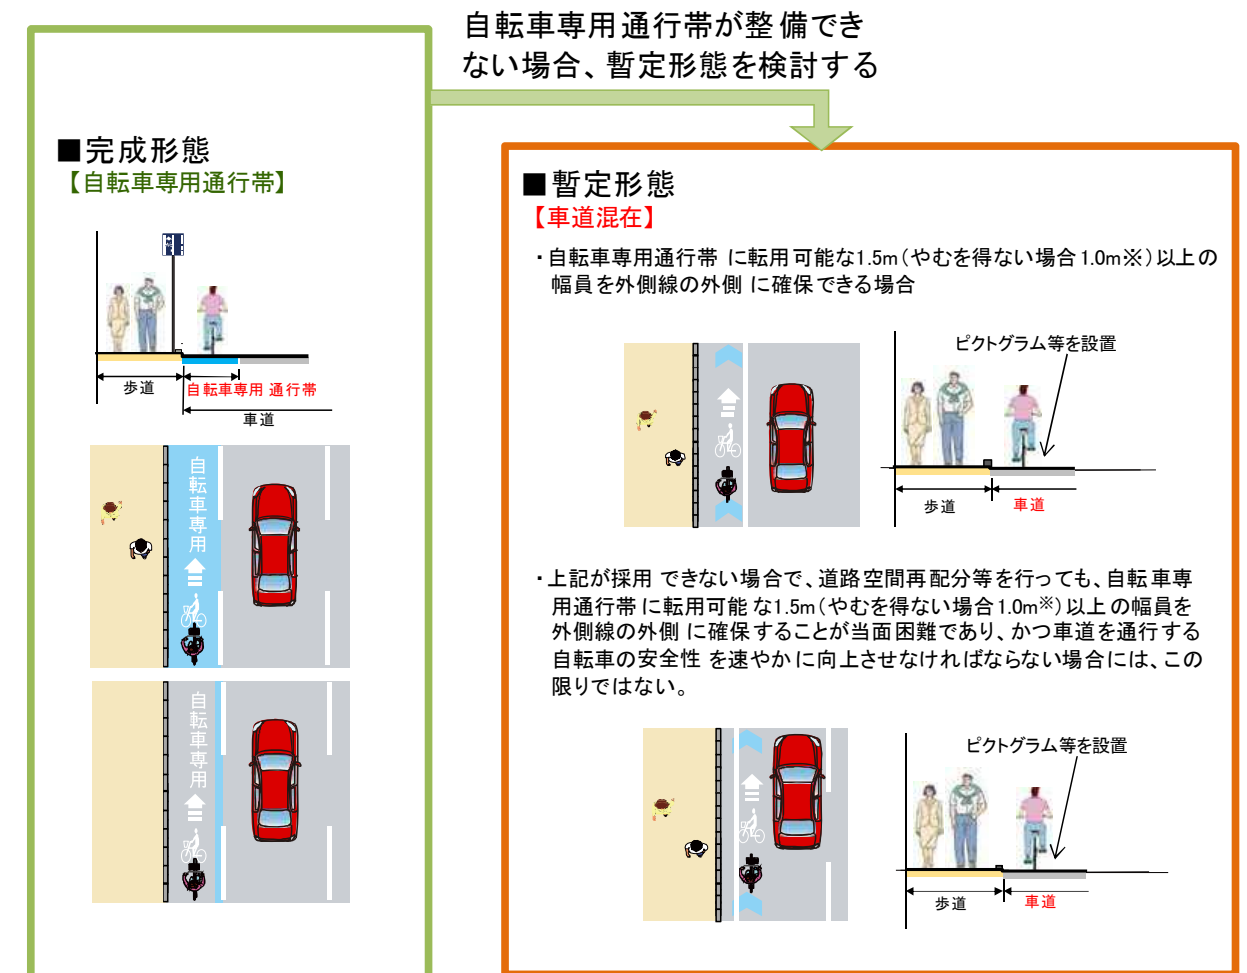 自転車専用通行帯が整備でき
ない場合、暫定形態を検討する
■完成形態
【自転車専用通行帯】
歩道
自転車専用通行帯
車道
自転車専用
自転車専用
■暫定形態
【車道混在】
・自転車専用通行帯に転用可能な1.5m（やむを得ない場合1.0m※）以上の
幅員を外側線の外側に確保できる場合
ピクトグラム等を設置
歩道
車道
・上記が採用できない場合で、道路空間再配分等を行っても、自転車専
用通行帯に転用可能な1.5m（やむを得ない場合1.0m※）以上の幅員を
外側線の外側に確保することが当面困難であり、かつ車道を通行する
自転車の安全性を速やかに向上させなければならない場合には、この
限りではない。
ピクトグラム等を設置
歩道
車道